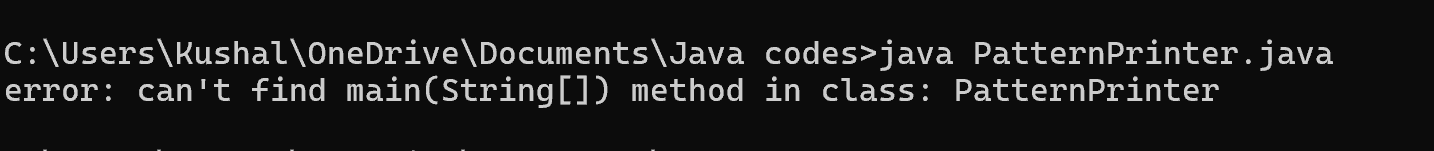 C:\Users\Kushal\OneDrive\Documents\Java codes>java PatternPrinter.java
error: can't find main(String[]) method in class: PatternPrinter